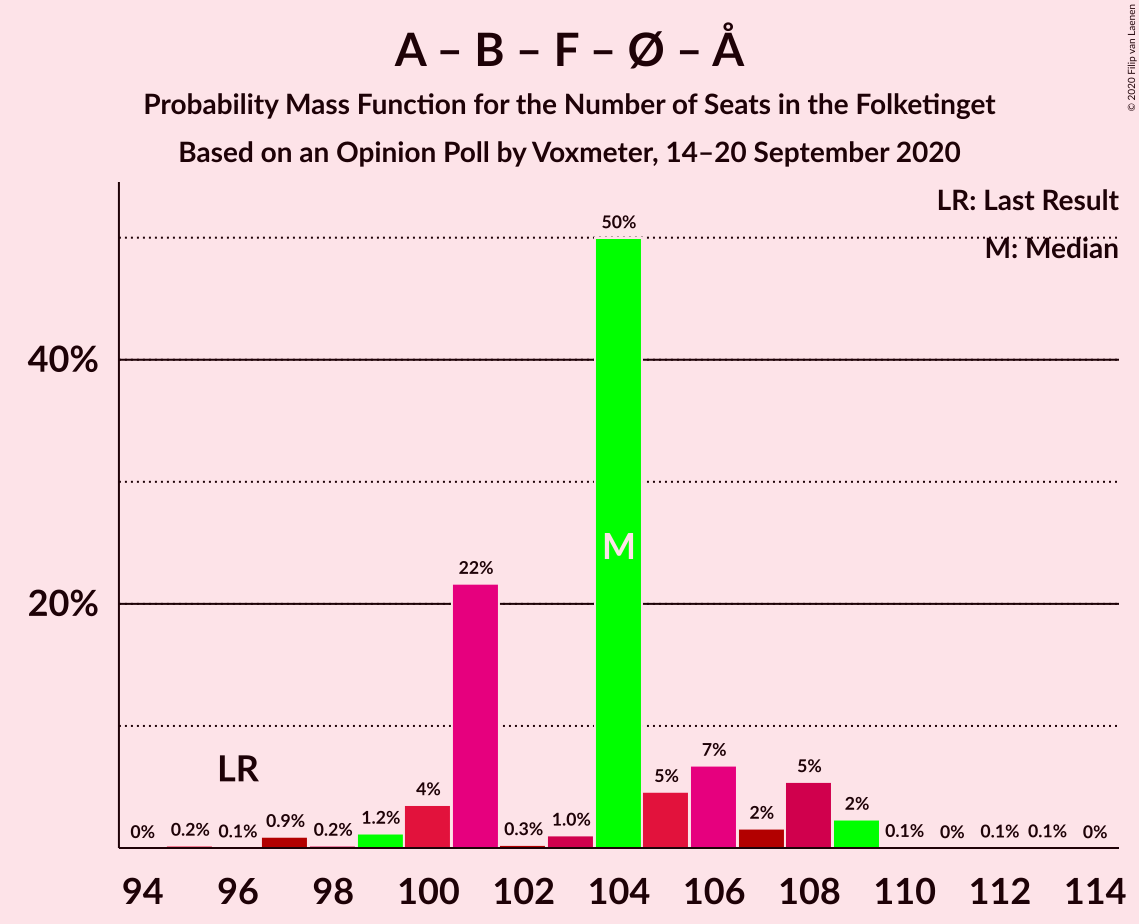 A – B – F – Ø – Å
Probability Mass Function for the Number of Seats in the Folketinget
Based on an Opinion Poll by Voxmeter, 14–20 September 2020
© 2020 Filip van Laenen
LR: Last Result
M: Median
50%
40%
M
22%
20%
LR
7%
5%
5%
4%
2%
2%
1.2%
1.0%
0.9%
0.3%
0% 0.2% 0.1% 0.2% 0.1% 0% 0.1% 0.1% 0%
94 96 98 100 102 104 106 108 110 112 114